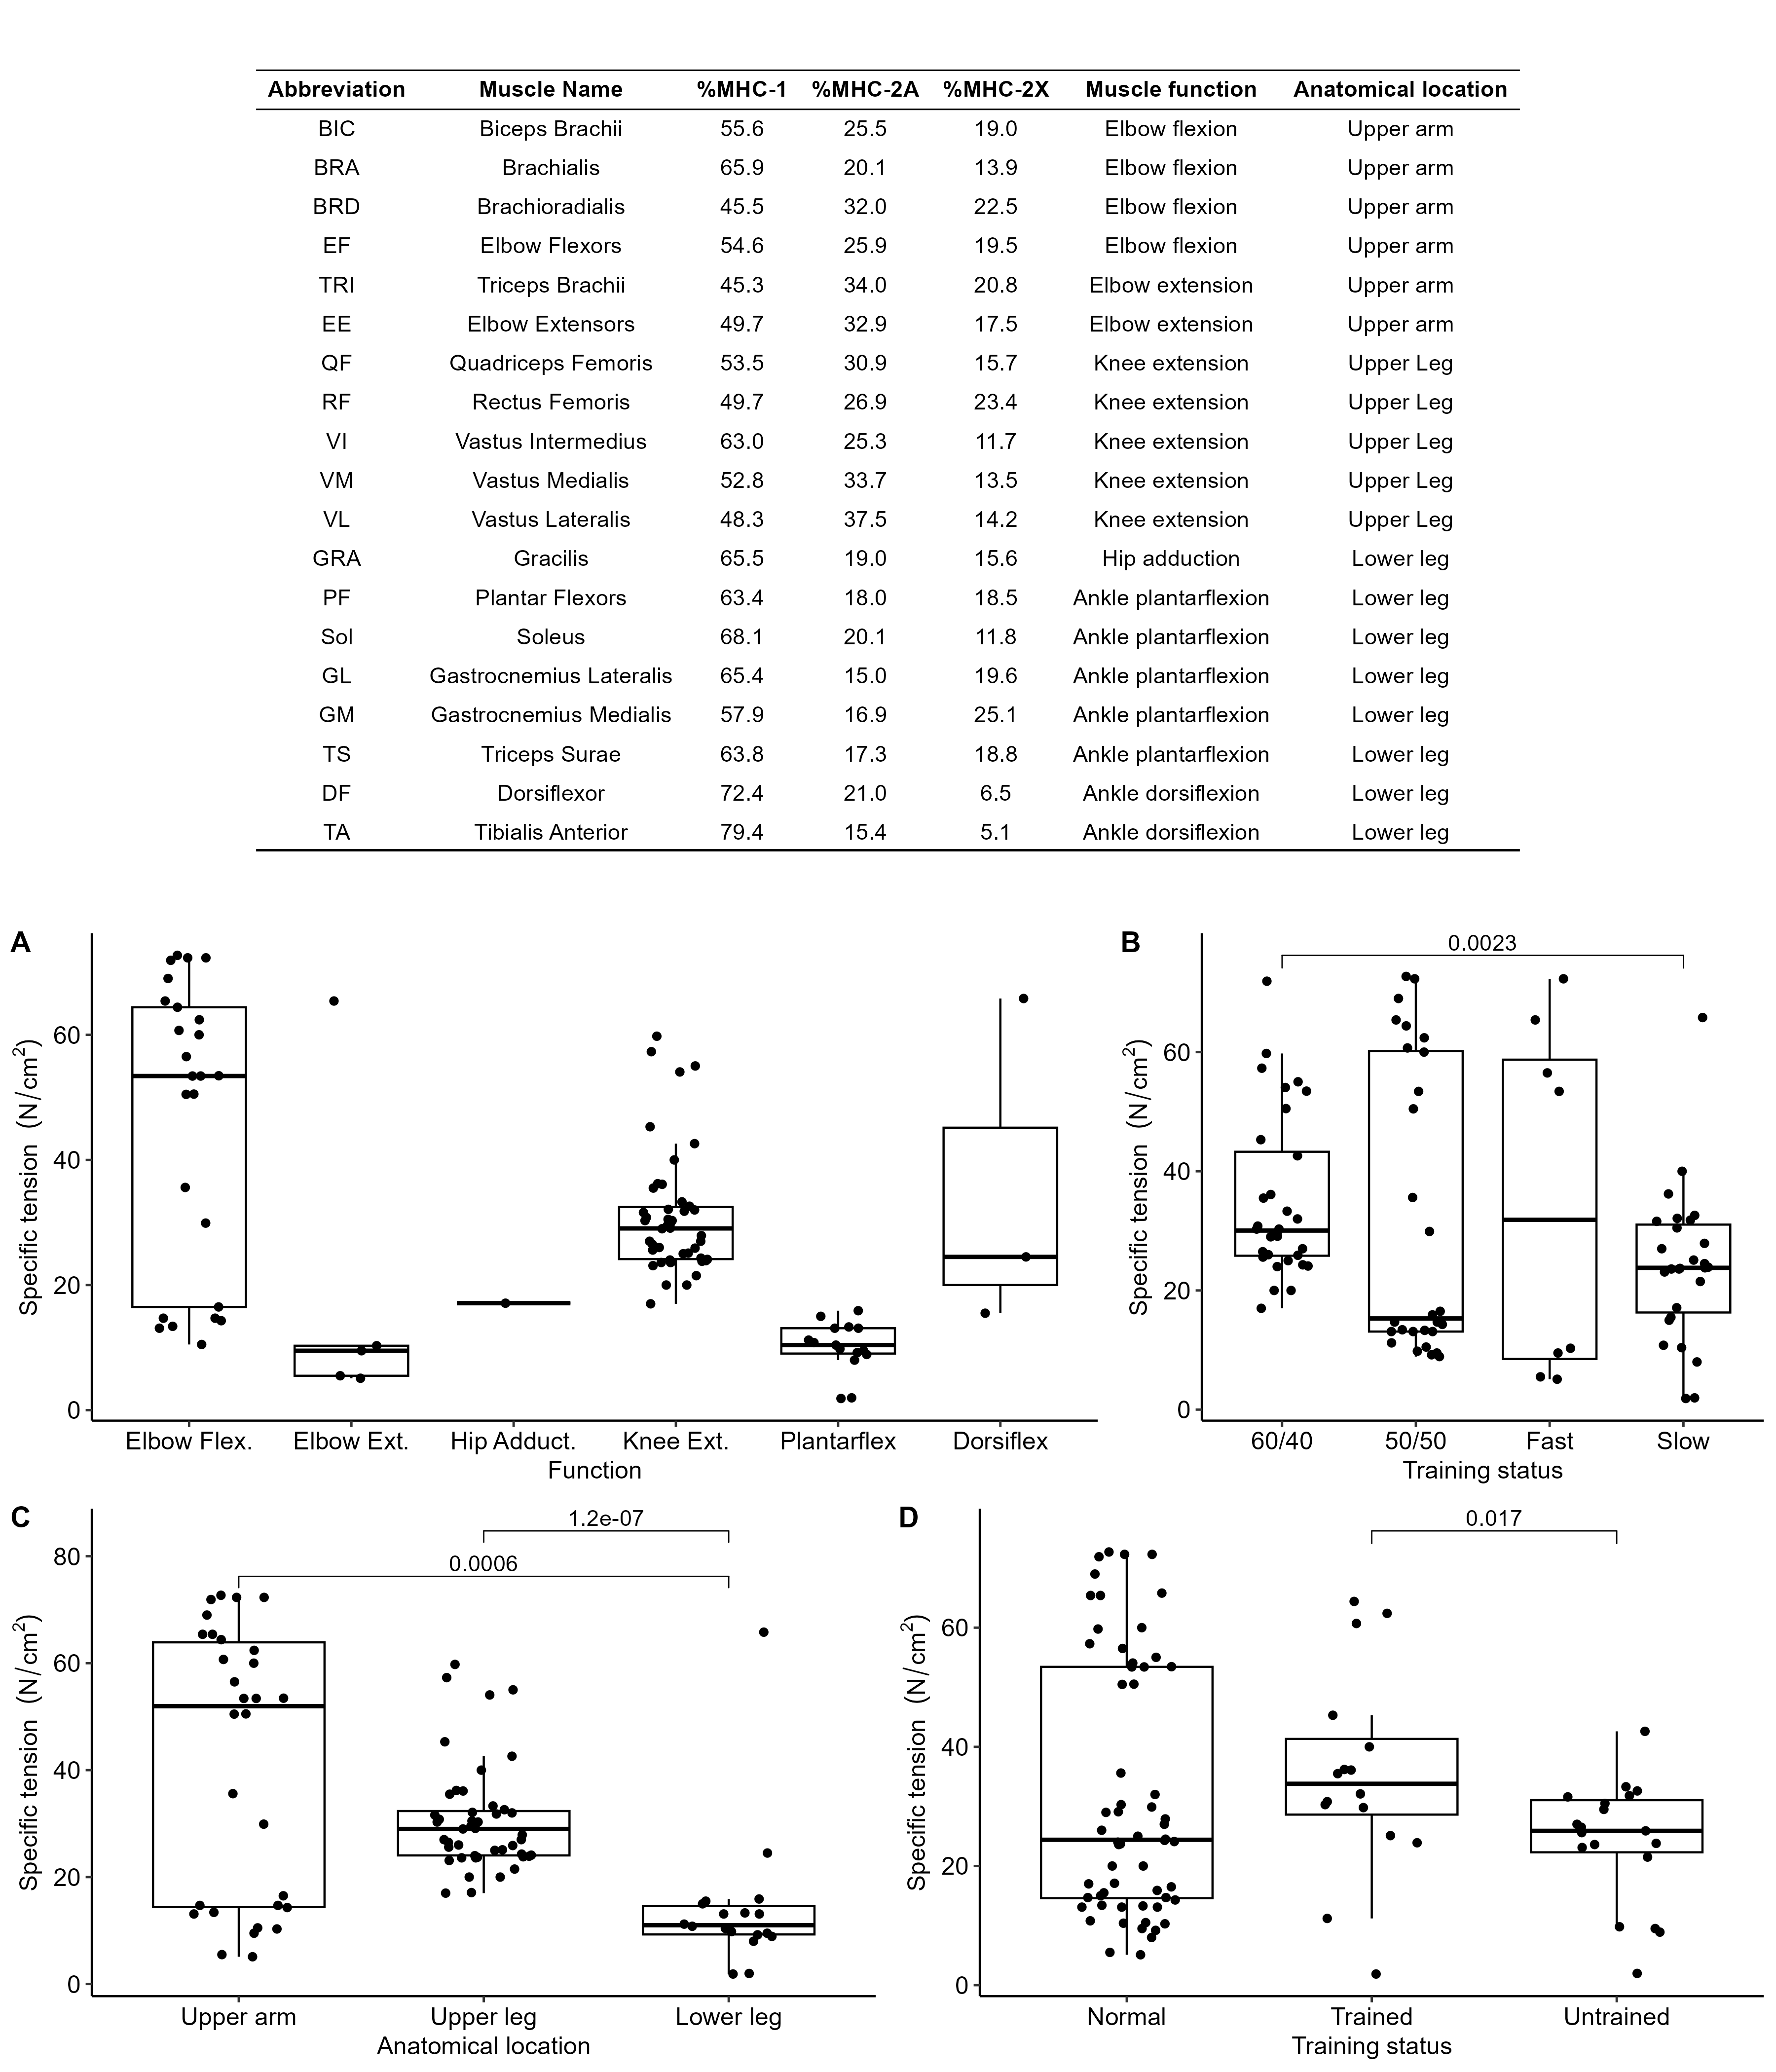 Abbreviation Muscle Name %MHC-1 %MHC-2A %MHC-2X Muscle function Anatomical location
BIC Biceps Brachii 55.6 25.5 19.0 Elbow flexion Upper arm
BRA Brachialis 65.9 20.1 13.9 Elbow flexion Upper arm
BRD Brachioradialis 45.5 32.0 22.5 Elbow flexion Upper arm
EF Elbow Flexors 54.6 25.9 19.5 Elbow flexion Upper arm
TRI Triceps Brachii 45.3 34.0 20.8 Elbow extension Upper arm
EE Elbow Extensors 49.7 32.9 17.5 Elbow extension Upper arm
QF Quadriceps Femoris 53.5 30.9 15.7 Knee extension Upper Leg
RF Rectus Femoris 49.7 26.9 23.4 Knee extension Upper Leg
VI Vastus Intermedius 63.0 25.3 11.7 Knee extension Upper Leg
VM Vastus Medialis 52.8 33.7 13.5 Knee extension Upper Leg
VL Vastus Lateralis 48.3 37.5 14.2 Knee extension Upper Leg
GRA Gracilis 65.5 19.0 15.6 Hip adduction Lower leg
PF Plantar Flexors 63.4 18.0 18.5 Ankle plantarflexion Lower leg
Sol Soleus 68.1 20.1 11.8 Ankle plantarflexion Lower leg
GL Gastrocnemius Lateralis 65.4 15.0 19.6 Ankle plantarflexion Lower leg
GM Gastrocnemius Medialis 57.9 16.9 25.1 Ankle plantarflexion Lower leg
TS Triceps Surae 63.8 17.3 18.8 Ankle plantarflexion Lower leg
DF Dorsiflexor 72.4 21.0 6.5 Ankle dorsiflexion Lower leg
TA Tibialis Anterior 79.4 15.4 5.1 Ankle dorsiflexion Lower leg
A
Specific tension (N/cm²)
60
40
20
0
Elbow Flex. Elbow Ext. Hip Adduct. Knee Ext. Plantarflex Dorsiflex
Function
B
0.0023
Specific tension (N/cm²)
60
40
20
0
60/40 50/50 Fast Slow
Training status
C
1.2e-07
0.0006
Specific tension (N/cm²)
80
60
40
20
0
Upper arm Upper leg Lower leg
Anatomical location
D
0.017
Specific tension (N/cm²)
60
40
20
0
Normal Trained Untrained
Training status